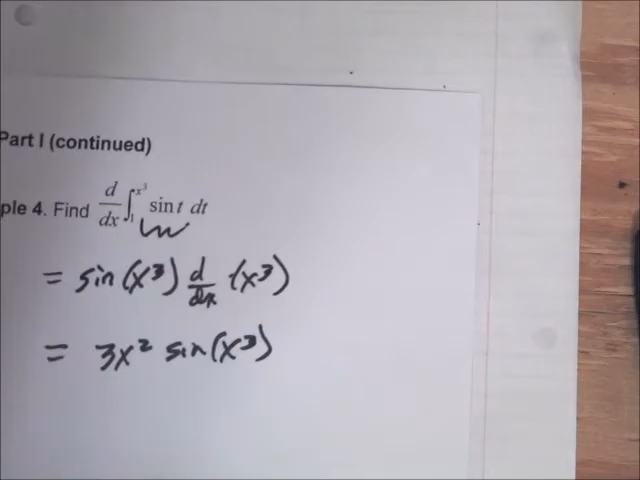 Part I (continued)
ple 4. Find d/dx ∫₁^x³ sin t dt
= sin(x³) d/dx (x³)
= 3x² sin(x³)